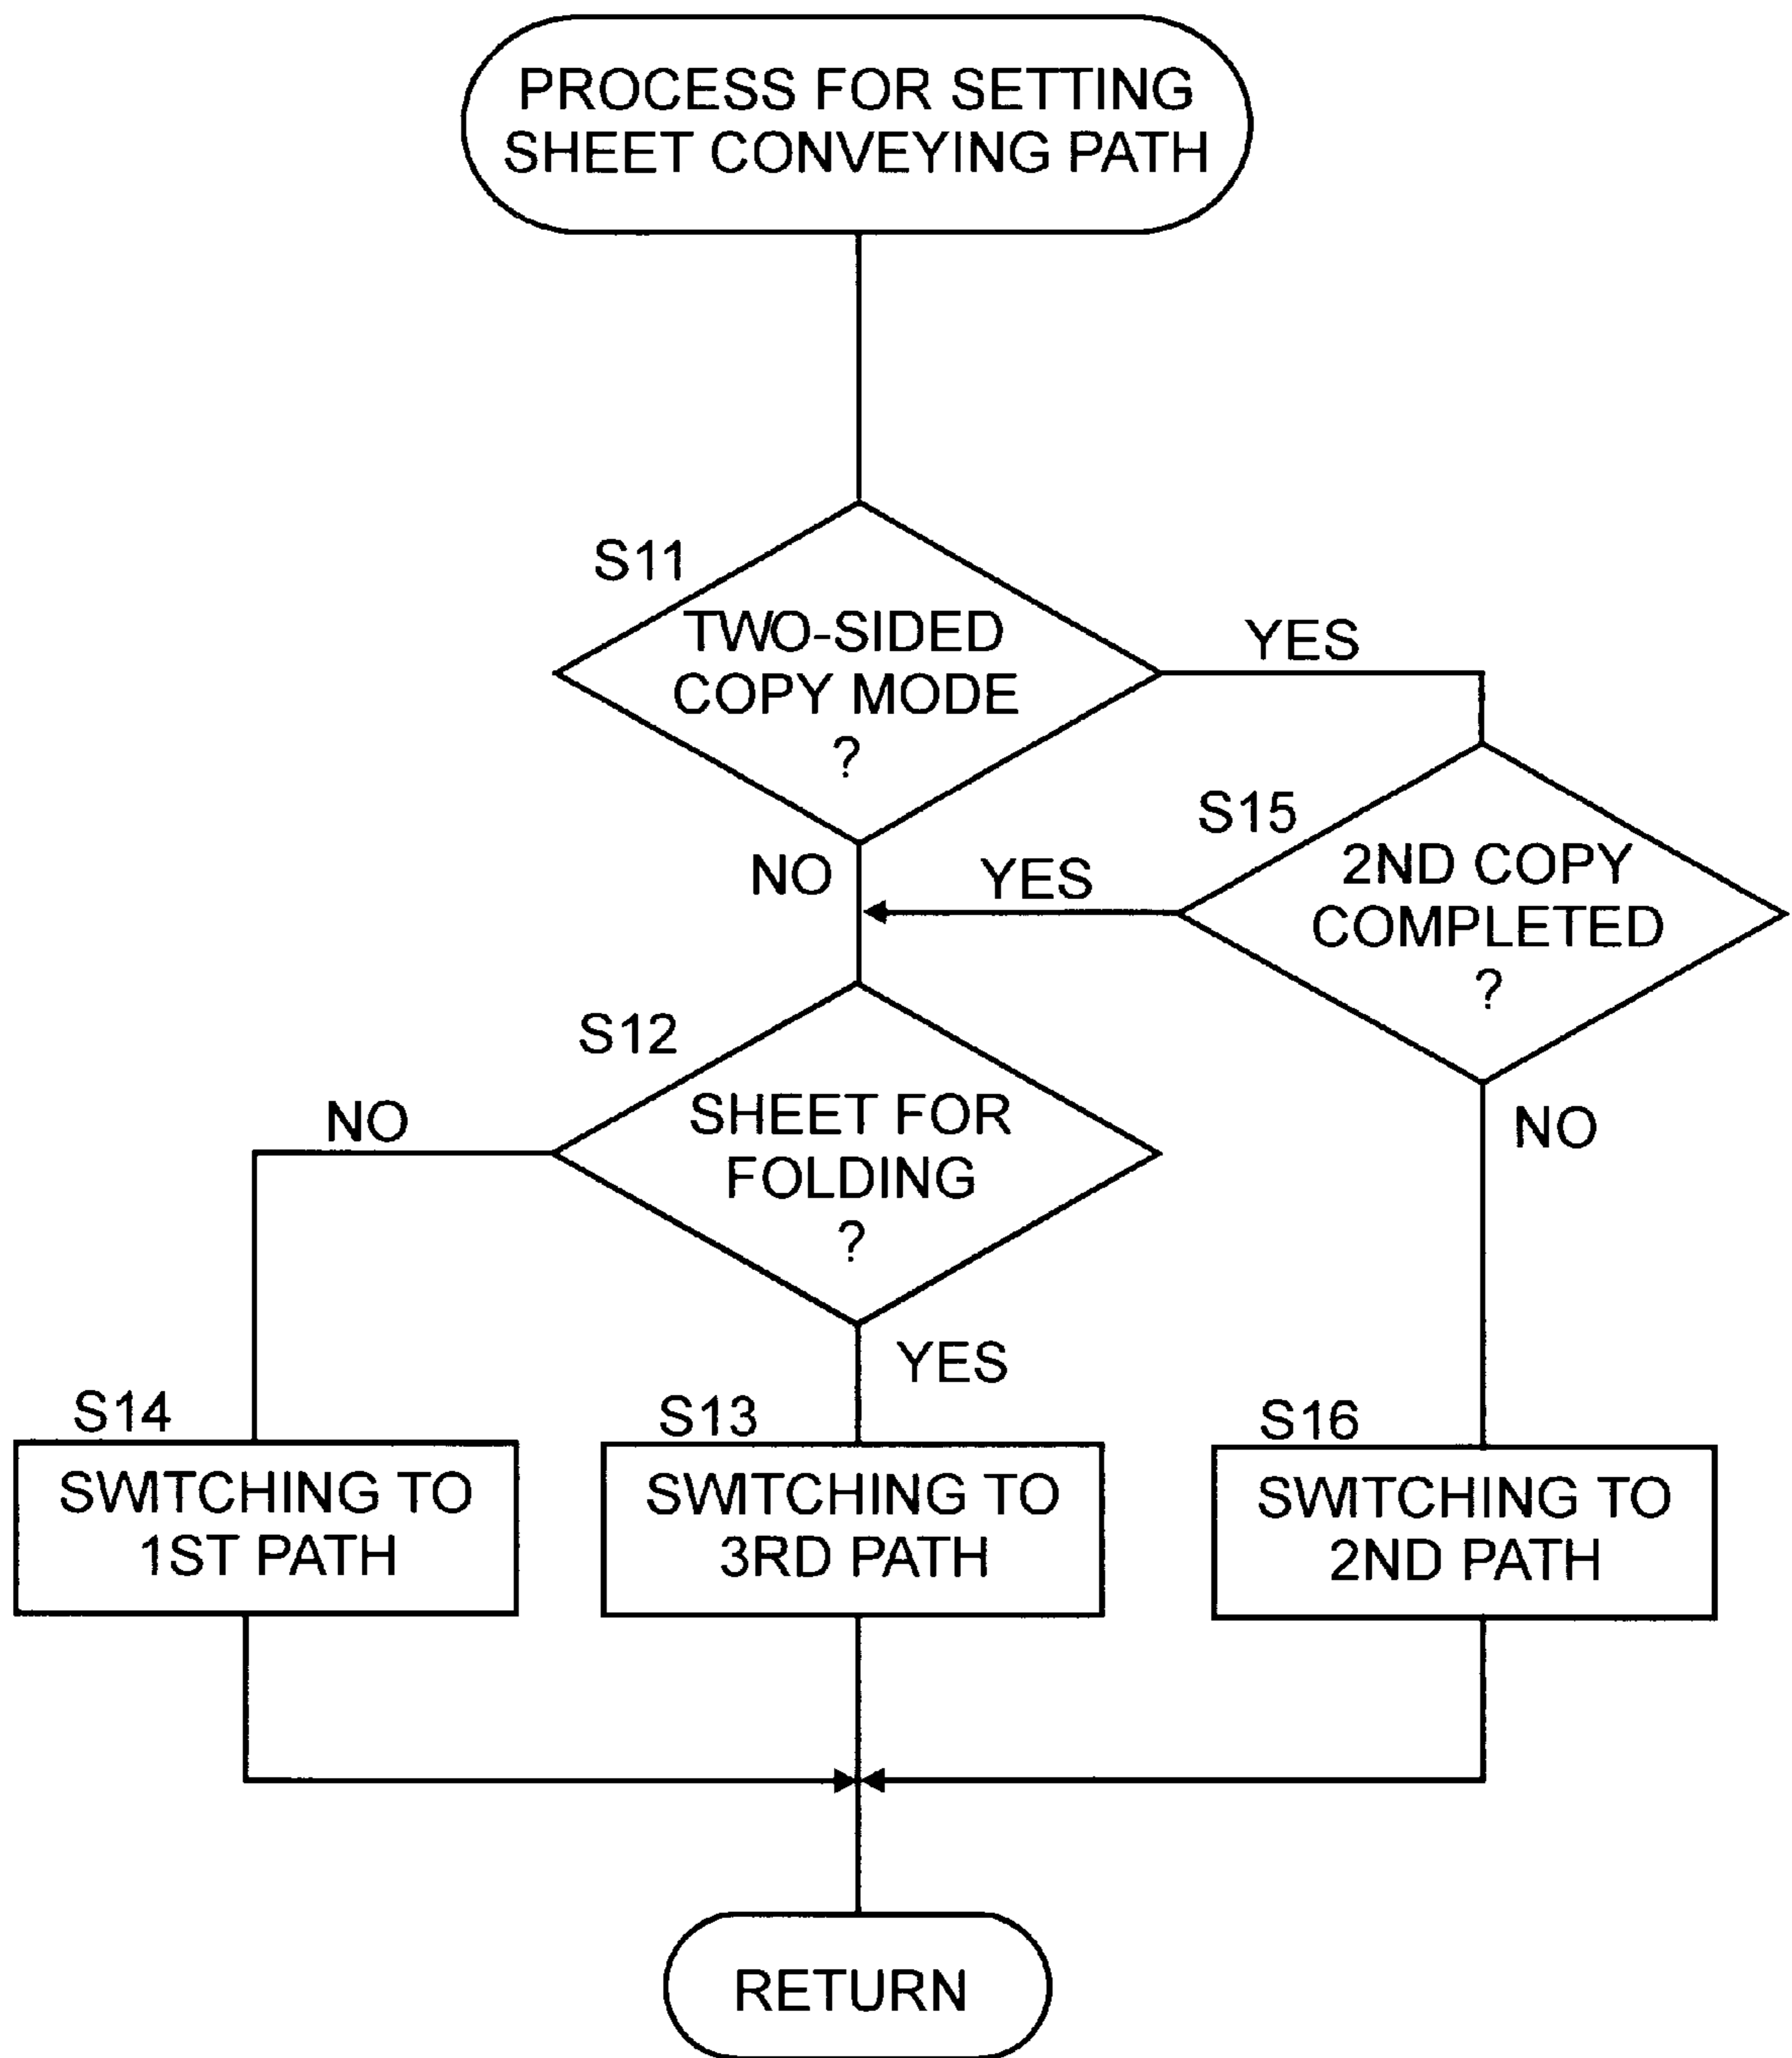 PROCESS FOR SETTING
SHEET CONVEYING PATH
S11
TWO-SIDED
COPY MODE
?
YES
NO
S15
2ND COPY
COMPLETED
?
YES
NO
S12
SHEET FOR
FOLDING
?
NO
YES
S14
SWITCHING TO
1ST PATH
S13
SWITCHING TO
3RD PATH
S16
SWITCHING TO
2ND PATH
RETURN